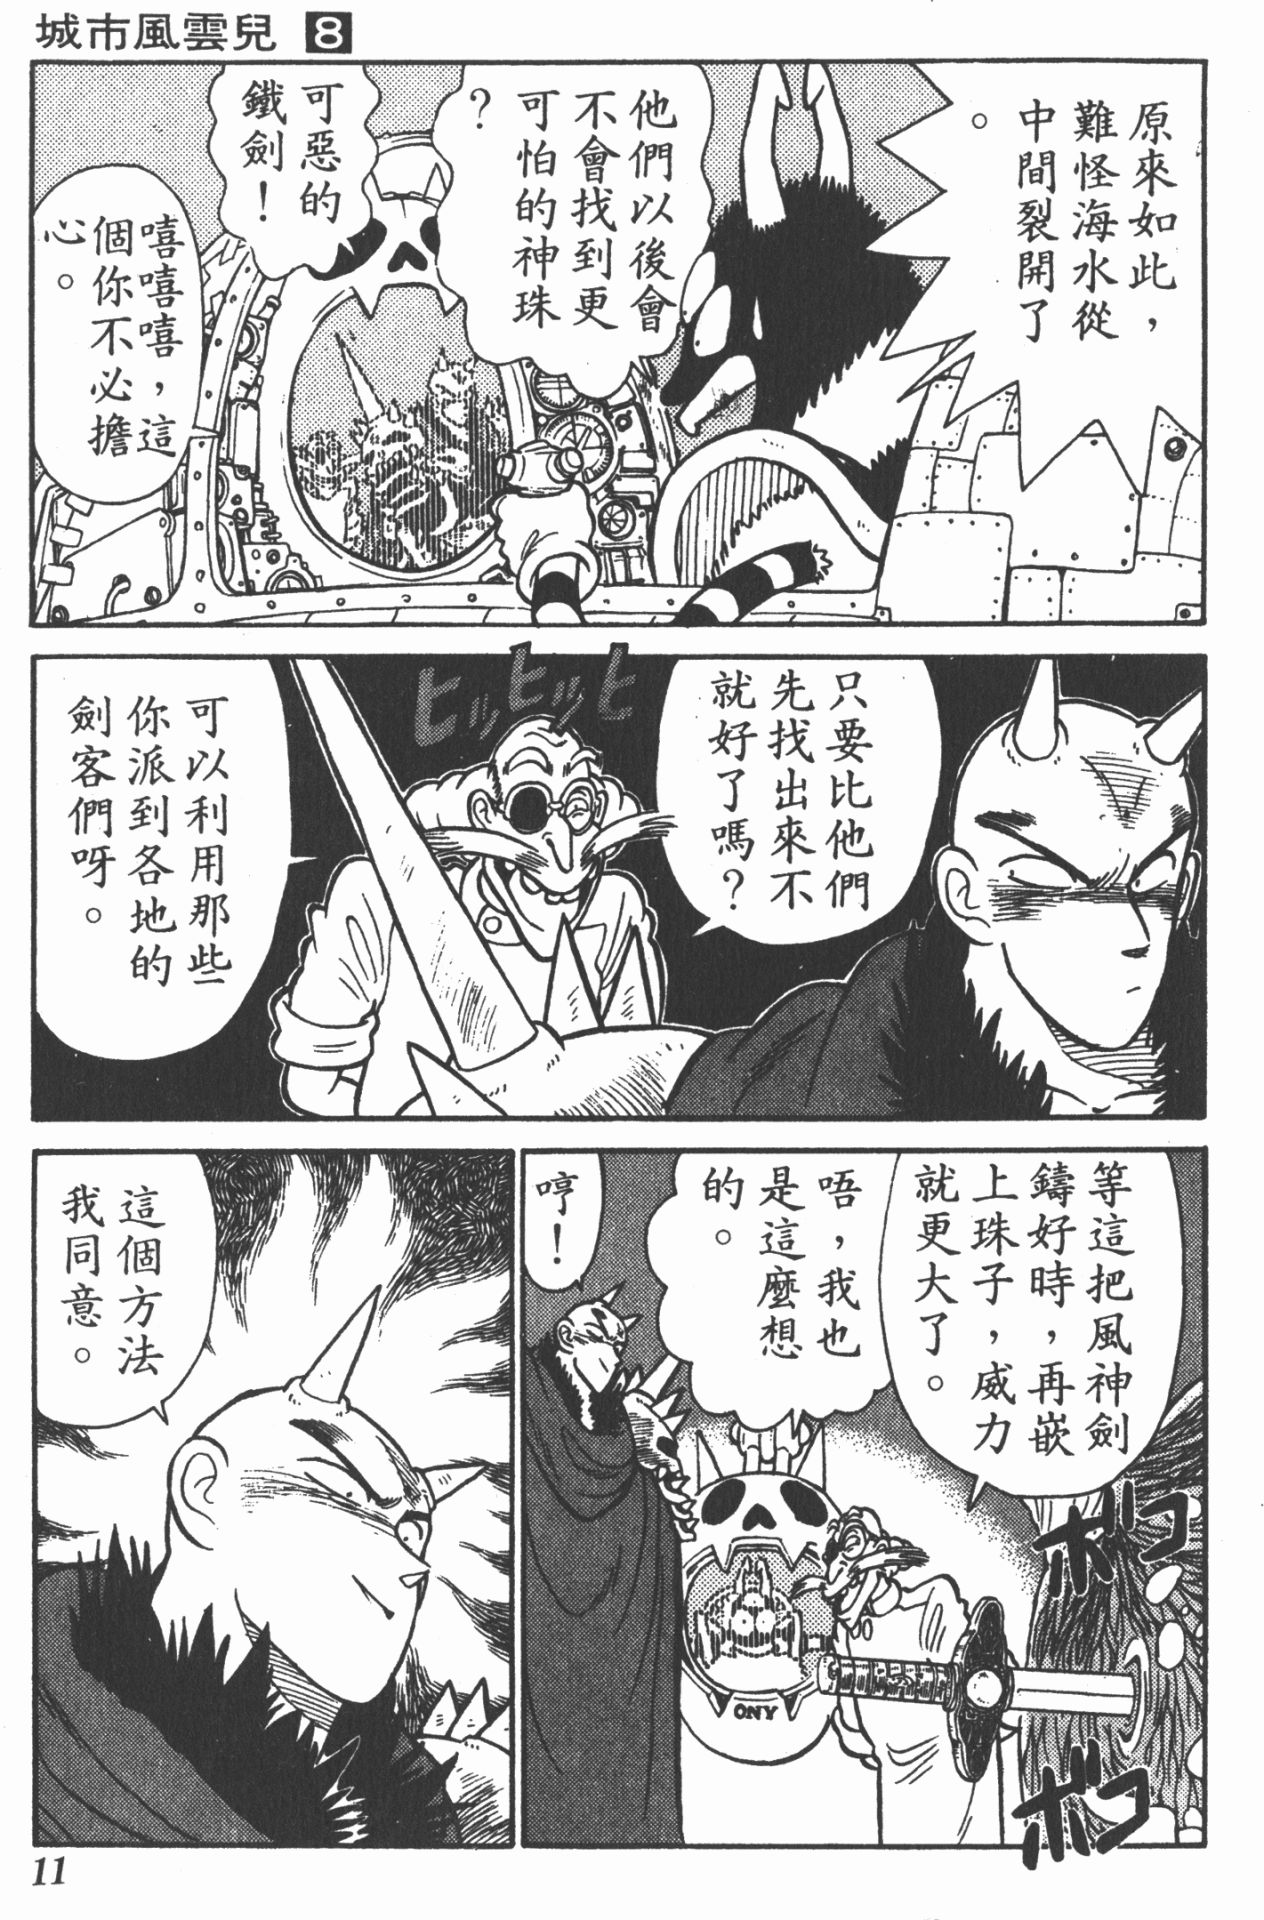 城市風雲兒 8
原來如此，
難怪海水從
中間裂開了
。
他們以後會
不會找到更
可怕的神珠
？
可惡的
鐵劍！
嘻嘻嘻，這
個你不必擔
心。
只要比他們
先找出來不
就好了嗎？
ヒッヒッヒ
可以利用那些
你派到各地的
劍客們呀。
等這把風神劍
鑄好時，再嵌
上珠子，威力
就更大了。
唔，我也
是這麼想
的。
哼！
ボコ
ボコ
ONY
這個方法
我同意。
11